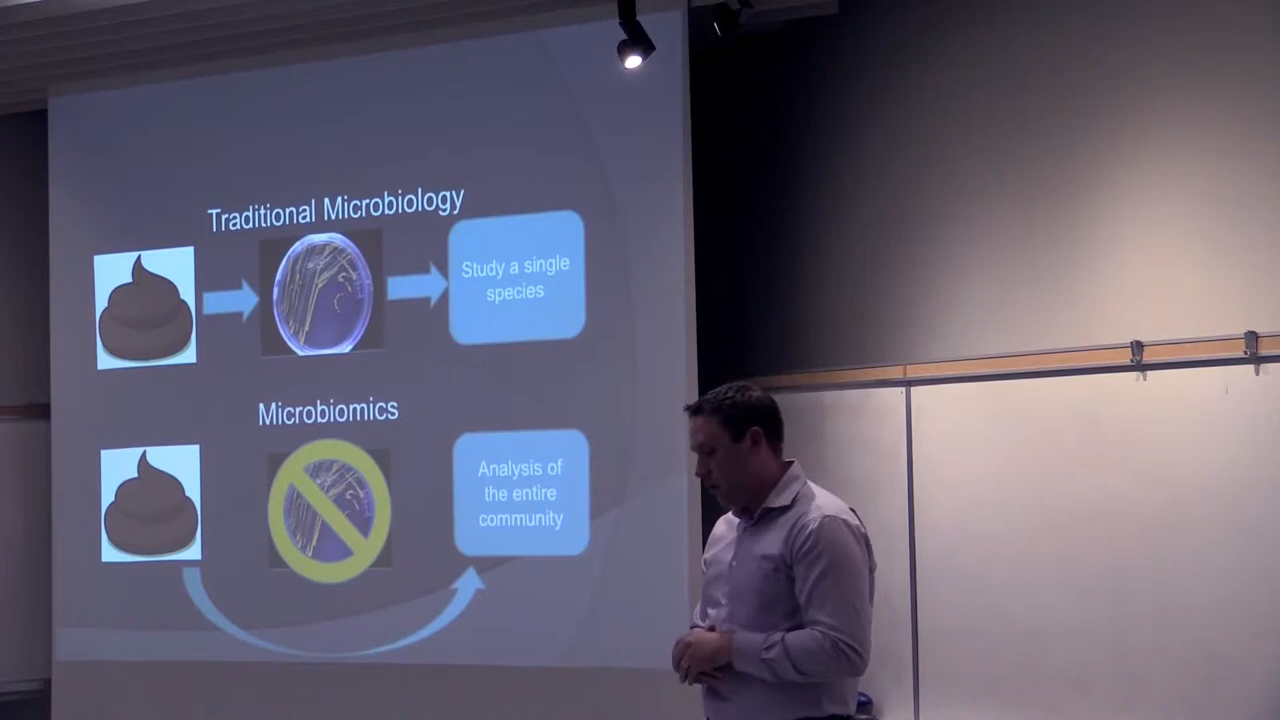 Traditional Microbiology
Study a single
species
Microbiomics
Analysis of
the entire
community